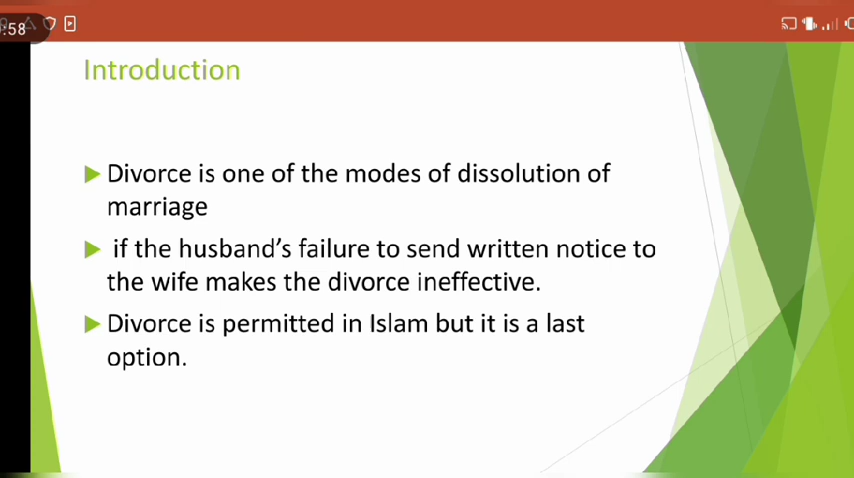 :58
Introduction
Divorce is one of the modes of dissolution of
marriage
if the husband's failure to send written notice to
the wife makes the divorce ineffective.
Divorce is permitted in Islam but it is a last
option.